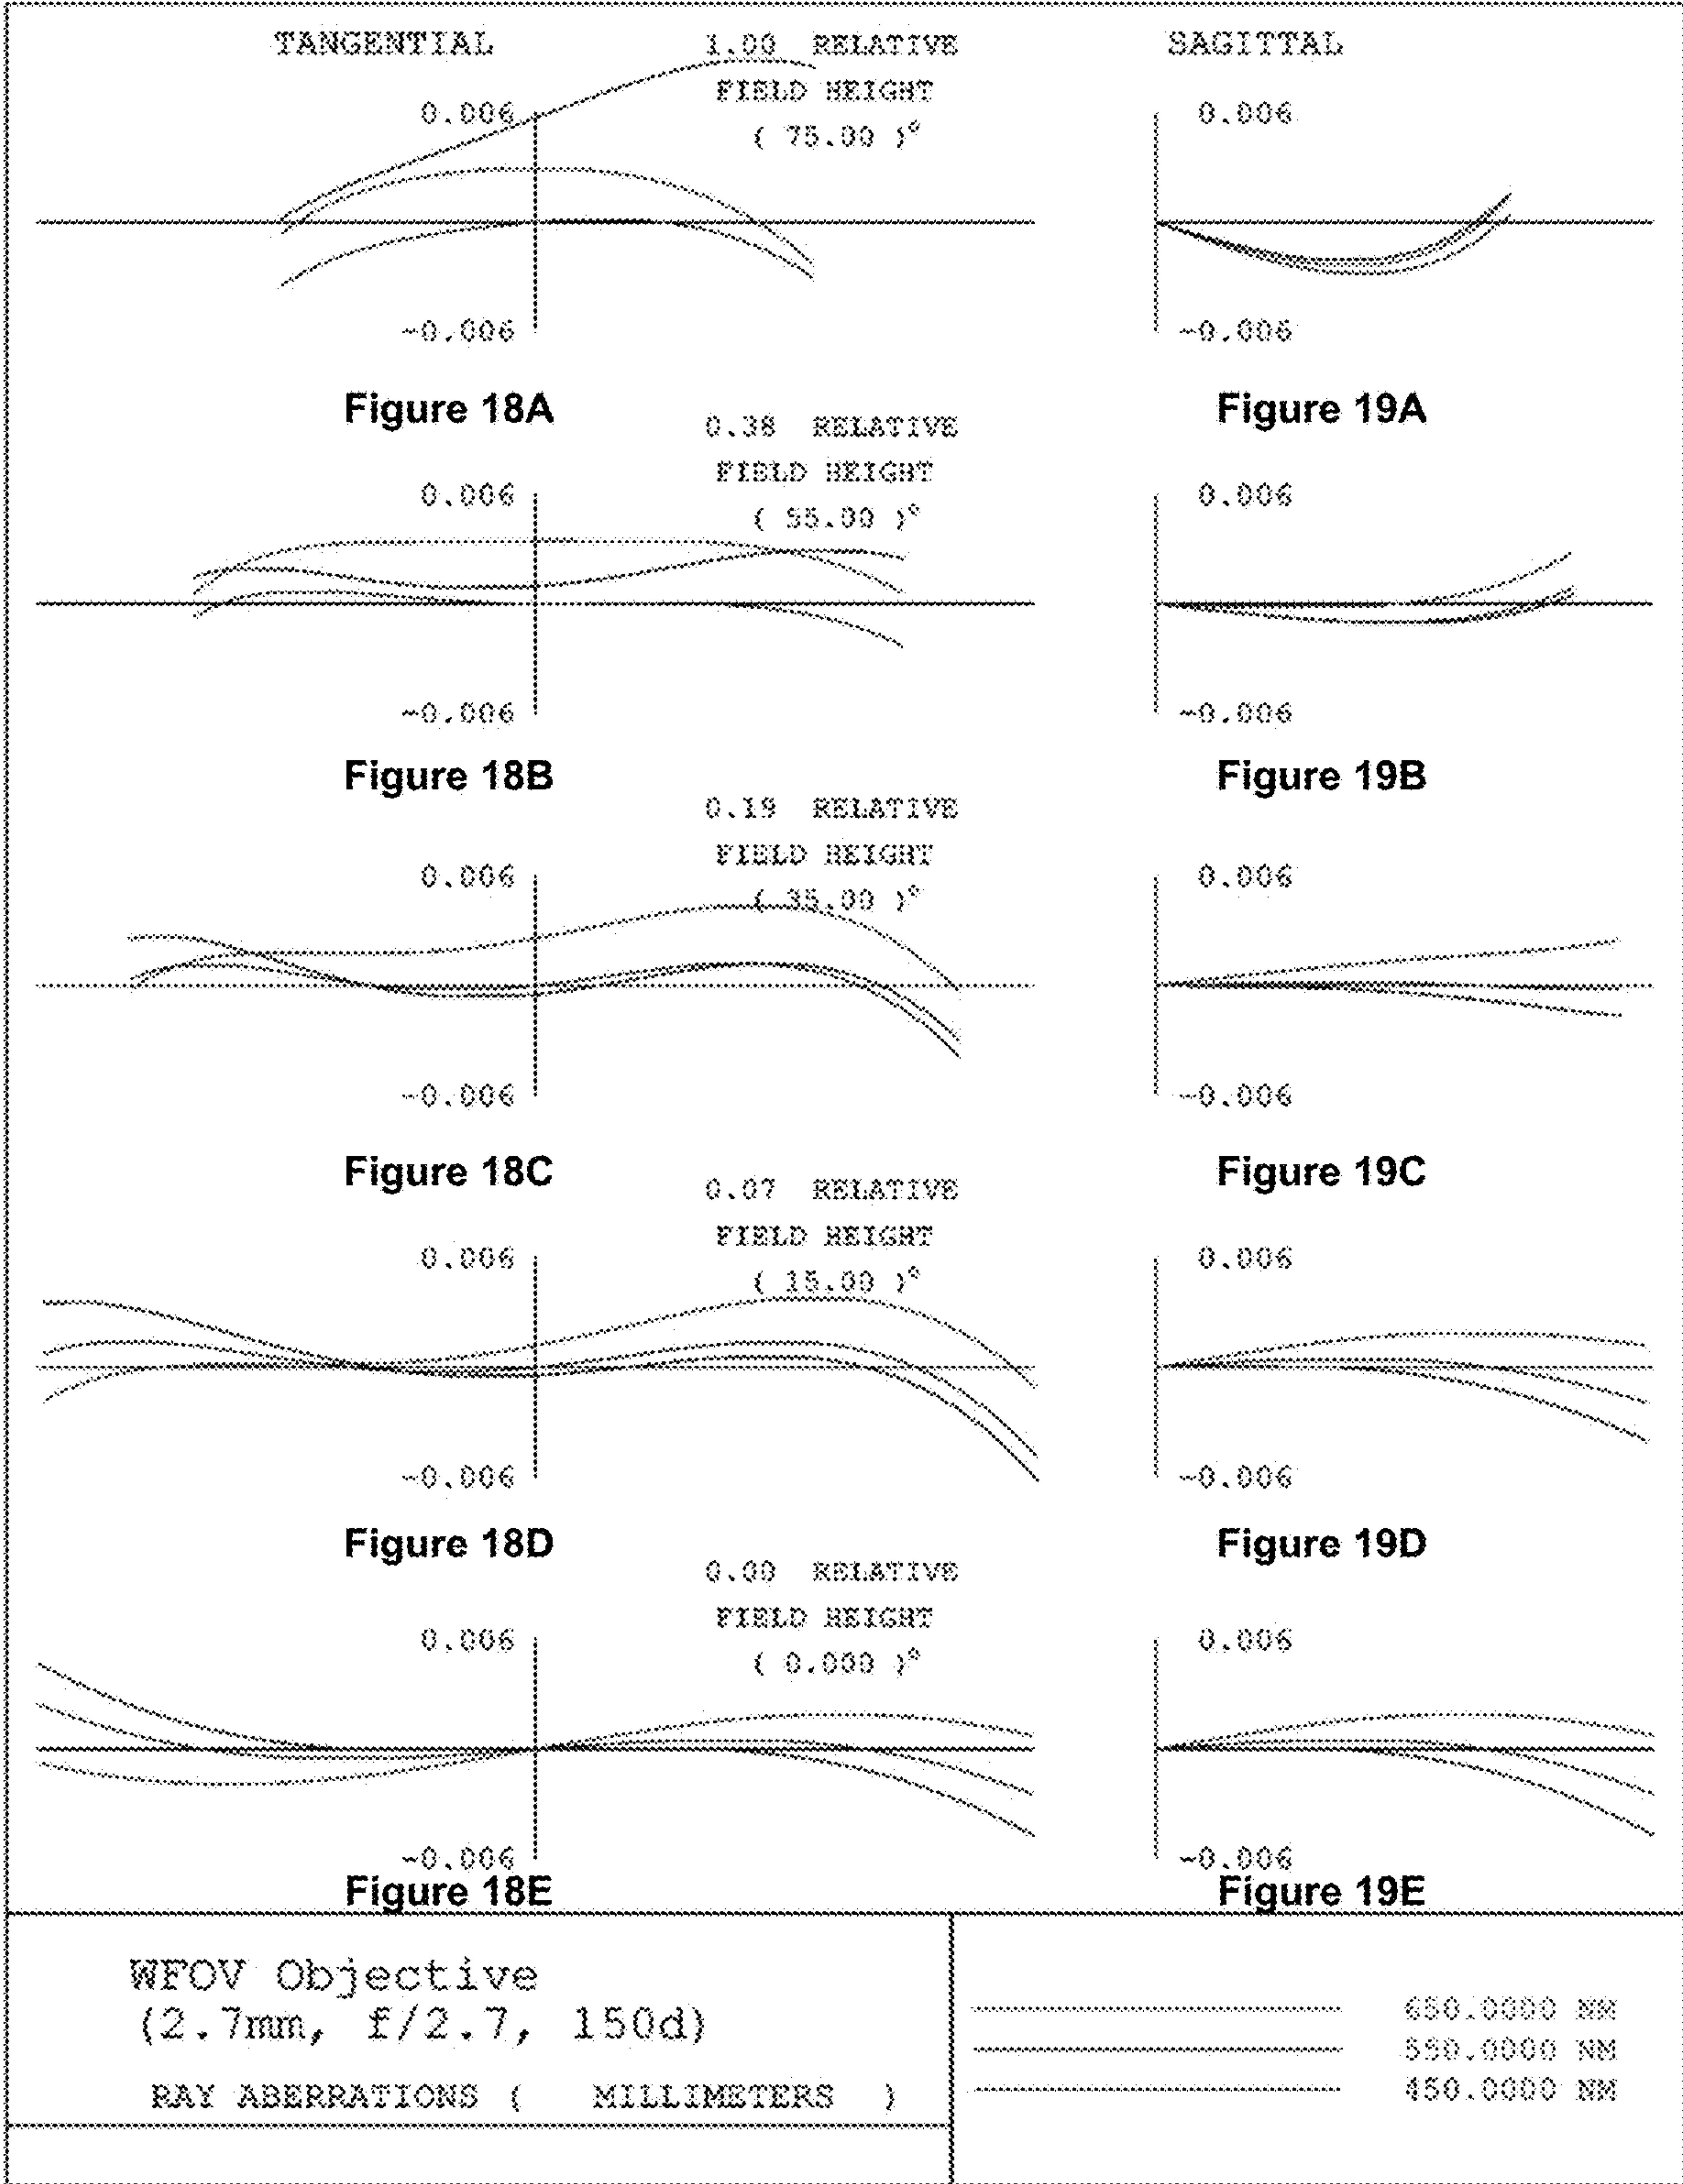 TANGENTIAL 1.00 RELATIVE SAGITTAL
FIELD HEIGHT
0.006 ( 75.00 )° 0.006
-0.006 -0.006
Figure 18A Figure 19A
0.38 RELATIVE
FIELD HEIGHT
0.006 ( 55.00 )° 0.006
-0.006 -0.006
Figure 18B Figure 19B
0.19 RELATIVE
FIELD HEIGHT
0.006 ( 35.00 )° 0.006
-0.006 -0.006
Figure 18C Figure 19C
0.07 RELATIVE
FIELD HEIGHT
0.006 ( 15.00 )° 0.006
-0.006 -0.006
Figure 18D Figure 19D
0.00 RELATIVE
FIELD HEIGHT
0.006 ( 0.000 )° 0.006
-0.006 -0.006
Figure 18E Figure 19E
WFOV Objective
(2.7mm, f/2.7, 150d)
RAY ABERRATIONS ( MILLIMETERS )
650.0000 NM
550.0000 NM
450.0000 NM